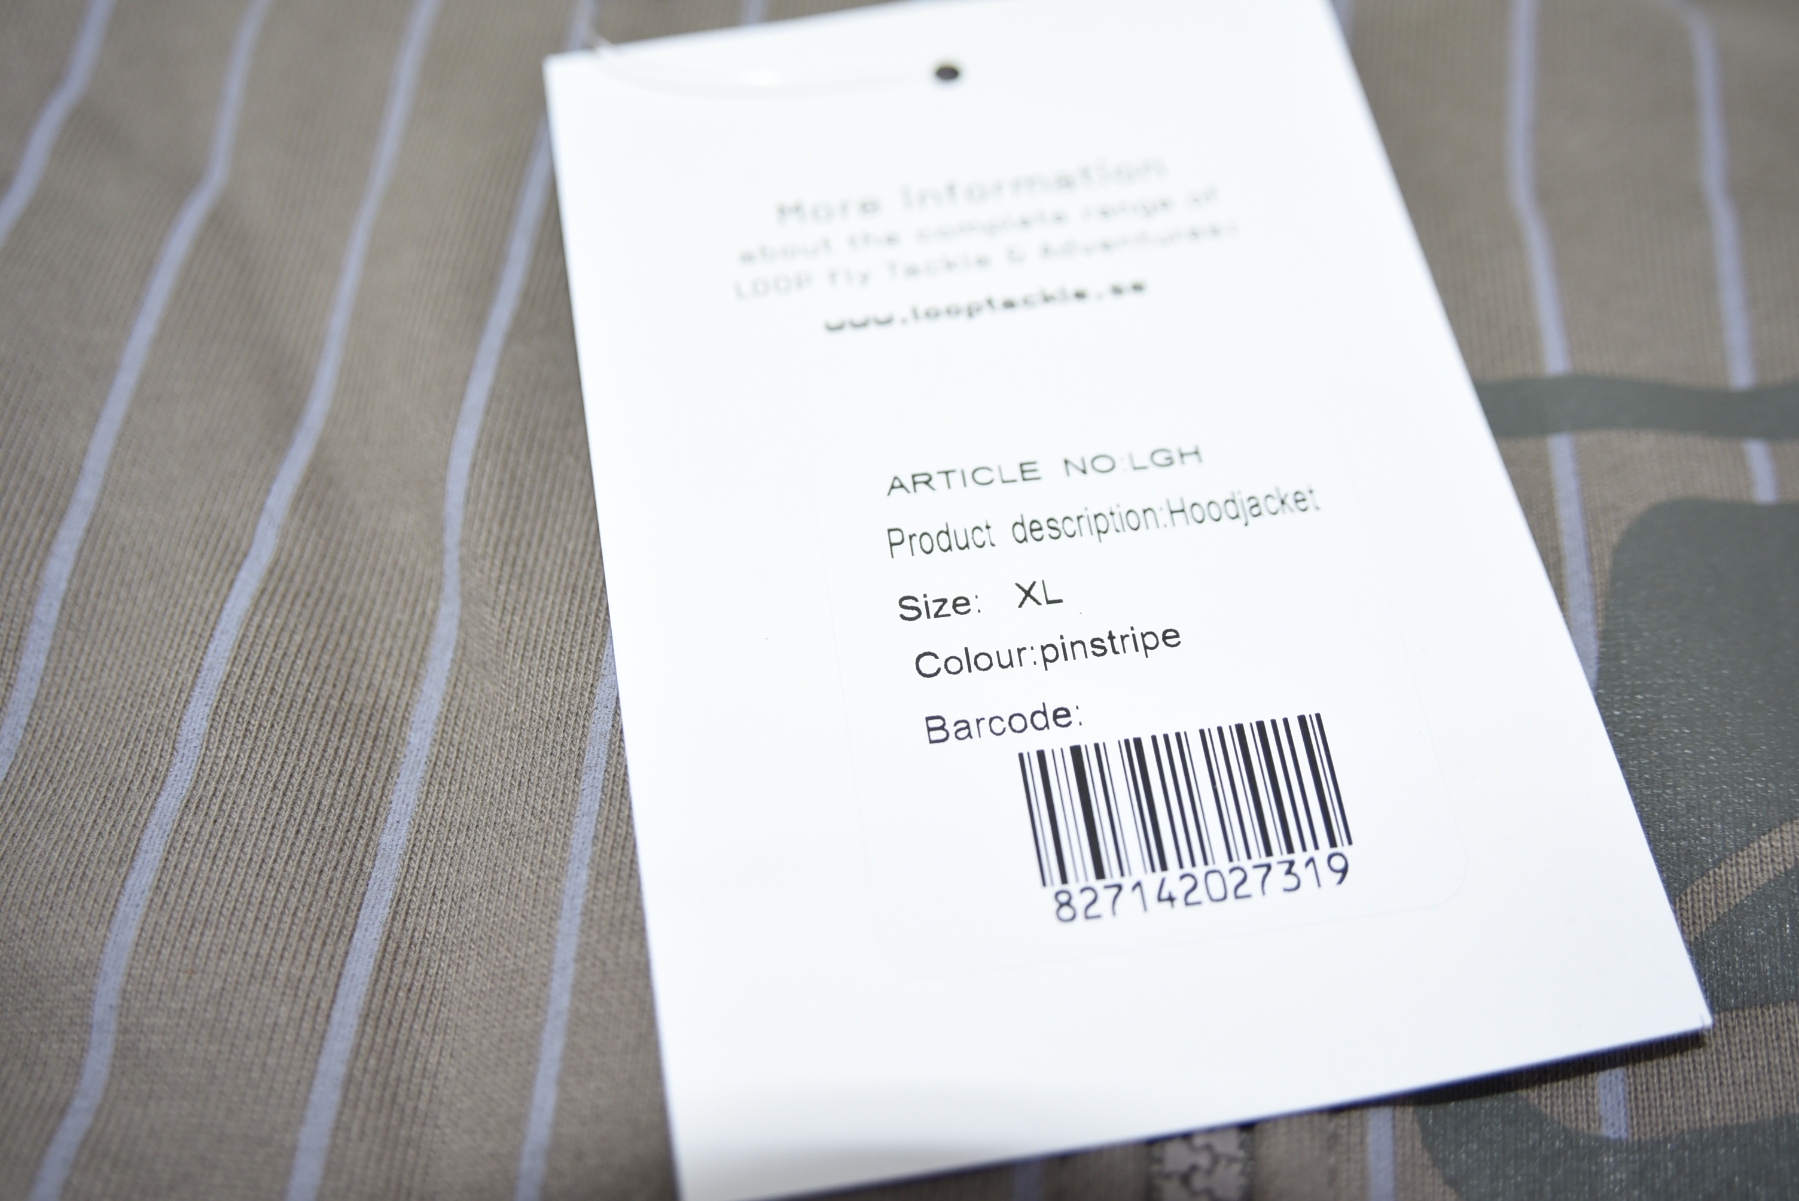 More information
about the complete range of
LOOP Fly Tackle & Adventures:
www.looptackle.se
ARTICLE NO:LGH
Product description:Hoodjacket
Size: XL
Colour:pinstripe
Barcode:
827142027319